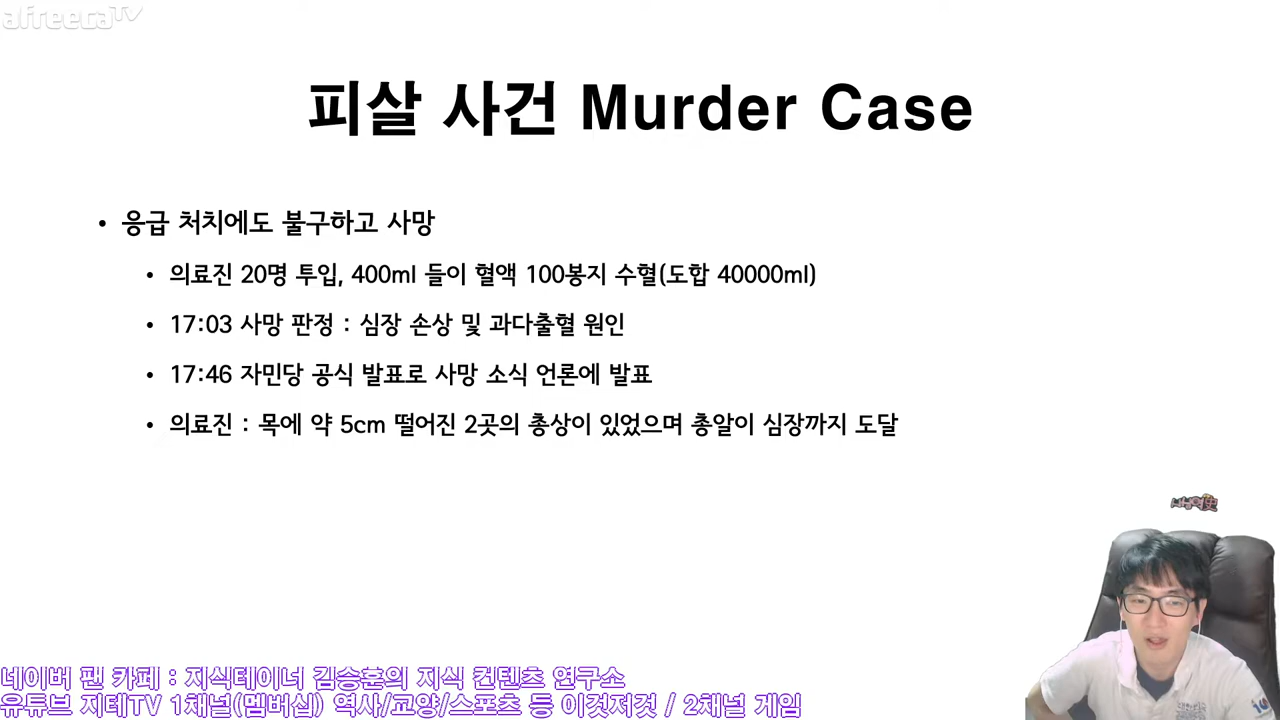 afreecaTV
피살 사건 Murder Case
• 응급 처치에도 불구하고 사망
• 의료진 20명 투입, 400ml 들이 혈액 100봉지 수혈(도합 40000ml)
• 17:03 사망 판정 : 심장 손상 및 과다출혈 원인
• 17:46 자민당 공식 발표로 사망 소식 언론에 발표
• 의료진 : 목에 약 5cm 떨어진 2곳의 총상이 있었으며 총알이 심장까지 도달
네이버 팬 카페 : 지식테이너 김승훈의 지식 컨텐츠 연구소
유튜브 지테TV 1채널(멤버십) 역사/교양/스포츠 등 이것저것 / 2채널 게임